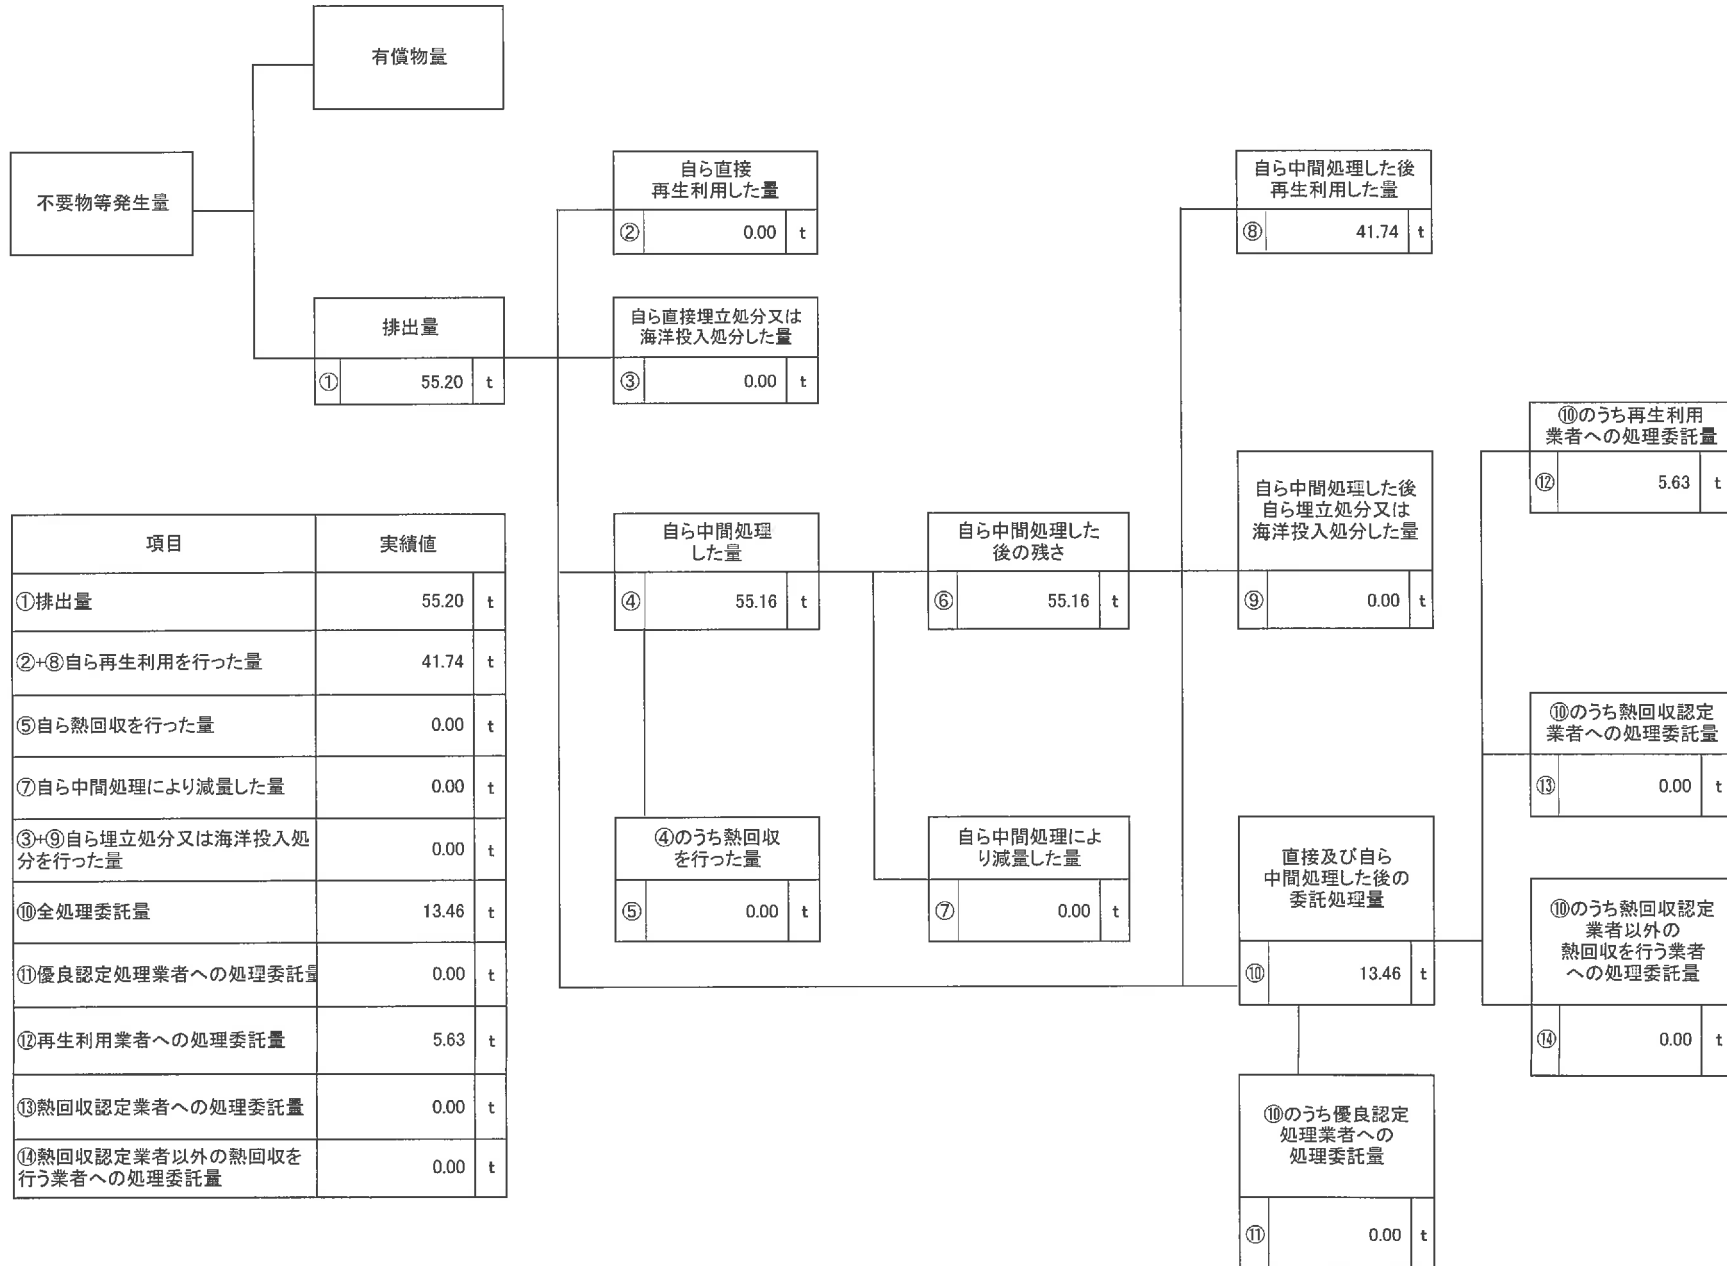 有償物量
不要物等発生量
排出量
① 55.20 t
自ら直接
再生利用した量
② 0.00 t
自ら直接埋立処分又は
海洋投入処分した量
③ 0.00 t
自ら中間処理
した量
④ 55.16 t
④のうち熱回収
を行った量
⑤ 0.00 t
自ら中間処理した
後の残さ
⑥ 55.16 t
自ら中間処理によ
り減量した量
⑦ 0.00 t
自ら中間処理した後
再生利用した量
⑧ 41.74 t
自ら中間処理した後
自ら埋立処分又は
海洋投入処分した量
⑨ 0.00 t
直接及び自ら
中間処理した後の
委託処理量
⑩ 13.46 t
⑩のうち優良認定
処理業者への
処理委託量
⑪ 0.00 t
⑩のうち再生利用
業者への処理委託量
⑫ 5.63 t
⑩のうち熱回収認定
業者への処理委託量
⑬ 0.00 t
⑩のうち熱回収認定
業者以外の
熱回収を行う業者
への処理委託量
⑭ 0.00 t
項目 実績値
①排出量 55.20 t
②+⑧自ら再生利用を行った量 41.74 t
⑤自ら熱回収を行った量 0.00 t
⑦自ら中間処理により減量した量 0.00 t
③+⑨自ら埋立処分又は海洋投入処
分を行った量 0.00 t
⑩全処理委託量 13.46 t
⑪優良認定処理業者への処理委託量 0.00 t
⑫再生利用業者への処理委託量 5.63 t
⑬熱回収認定業者への処理委託量 0.00 t
⑭熱回収認定業者以外の熱回収を
行う業者への処理委託量 0.00 t